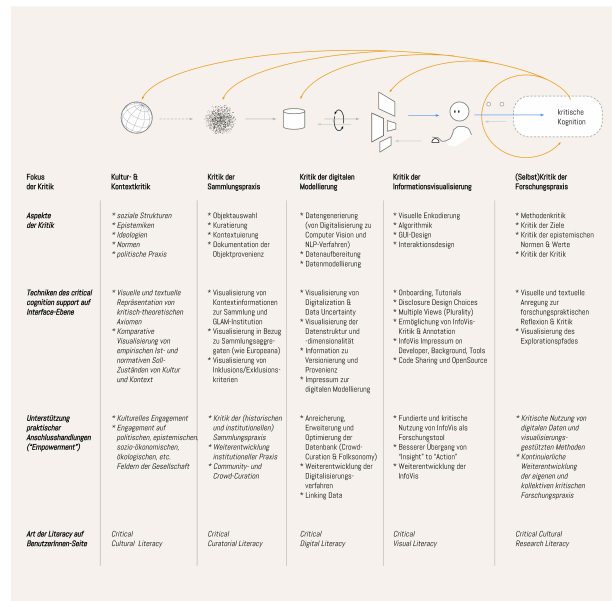 kritische
Kognition
Fokus
der Kritik
Kultur- &
Kontextkritik
Kritik der
Sammlungspraxis
Kritik der digitalen
Modellierung
Kritik der
Informationsvisualisierung
(Selbst)Kritik der
Forschungspraxis
Aspekte
der Kritik
* soziale Strukturen
* Epistemiken
* Ideologien
* Normen
* politische Praxis
* Objektauswahl
* Kuratierung
* Kontextuierung
* Dokumentation der
Objektprovenienz
* Datengenerierung
(von Digitalisierung zu
Computer Vision und
NLP-Verfahren)
* Datenaufbereitung
* Datenmodellierung
* Visuelle Enkodierung
* Algorithmik
* GUI-Design
* Interaktionsdesign
* Methodenkritik
* Kritik der Ziele
* Kritik der epistemischen
Normen & Werte
* Kritik der Kritik
Techniken des critical
cognition support auf
Interface-Ebene
* Visuelle und textuelle
Repräsentation von
kritisch-theoretischen
Axiomen
* Komparative
Visualisierung von
empirischen Ist- und
normativen Soll-
Zuständen von Kultur
und Kontext
* Visualisierung von
Kontextinformationen
zur Sammlung und
GLAM-Institution
* Visualisierung in Bezug
zu Sammlungsaggre-
gaten (wie Europeana)
* Visualisierung von
Inklusions/Exklusions-
kriterien
* Visualisierung von
Digitalization &
Data Uncertainty
* Visualisierung der
Datenstruktur und
-dimensionalität
* Information zu
Versionierung und
Provenienz
* Impressum zur
digitalen Modellierung
* Onboarding, Tutorials
* Disclosure Design Choices
* Multiple Views (Plurality)
* Ermöglichung von InfoVis-
Kritik & Annotation
* InfoVis Impressum on
Developer, Background, Tools
* Code Sharing und OpenSource
* Visuelle und textuelle
Anregung zur
forschungspraktischen
Reflexion & Kritik
* Visualisierung des
Explorationspfades
Unterstützung
praktischer
Anschlusshandlungen
("Empowerment")
* Kulturelles Engagement
* Engagement auf
politischen, epistemischen,
sozio-ökonomischen,
ökologischen, etc.
Feldern der Gesellschaft
* Kritik der (historischen
und institutionellen)
Sammlungspraxis
* Weiterentwicklung
institutioneller Praxis
* Community- und
Crowd-Curation
* Anreicherung,
Erweiterung und
Optimierung der
Datenbank (Crowd-
Curation & Folksonomy)
* Weiterentwicklung der
Digitalisierungs-
verfahren
* Linking Data
* Fundierte und kritische
Nutzung von InfoVis als
Forschungstool
* Besserer Übergang von
"Insight" to "Action"
* Weiterentwicklung der
InfoVis
* Kritische Nutzung von
digitalen Daten und
visualisierungs-
gestützten Methoden
* Kontinuierliche
Weiterentwicklung
der eigenen und
kollektiven kritischen
Forschungspraxis
Art der Literacy auf
BenutzerInnen-Seite
Critical
Cultural Literacy
Critical
Curatorial Literacy
Critical
Digital Literacy
Critical
Visual Literacy
Critical Cultural
Research Literacy